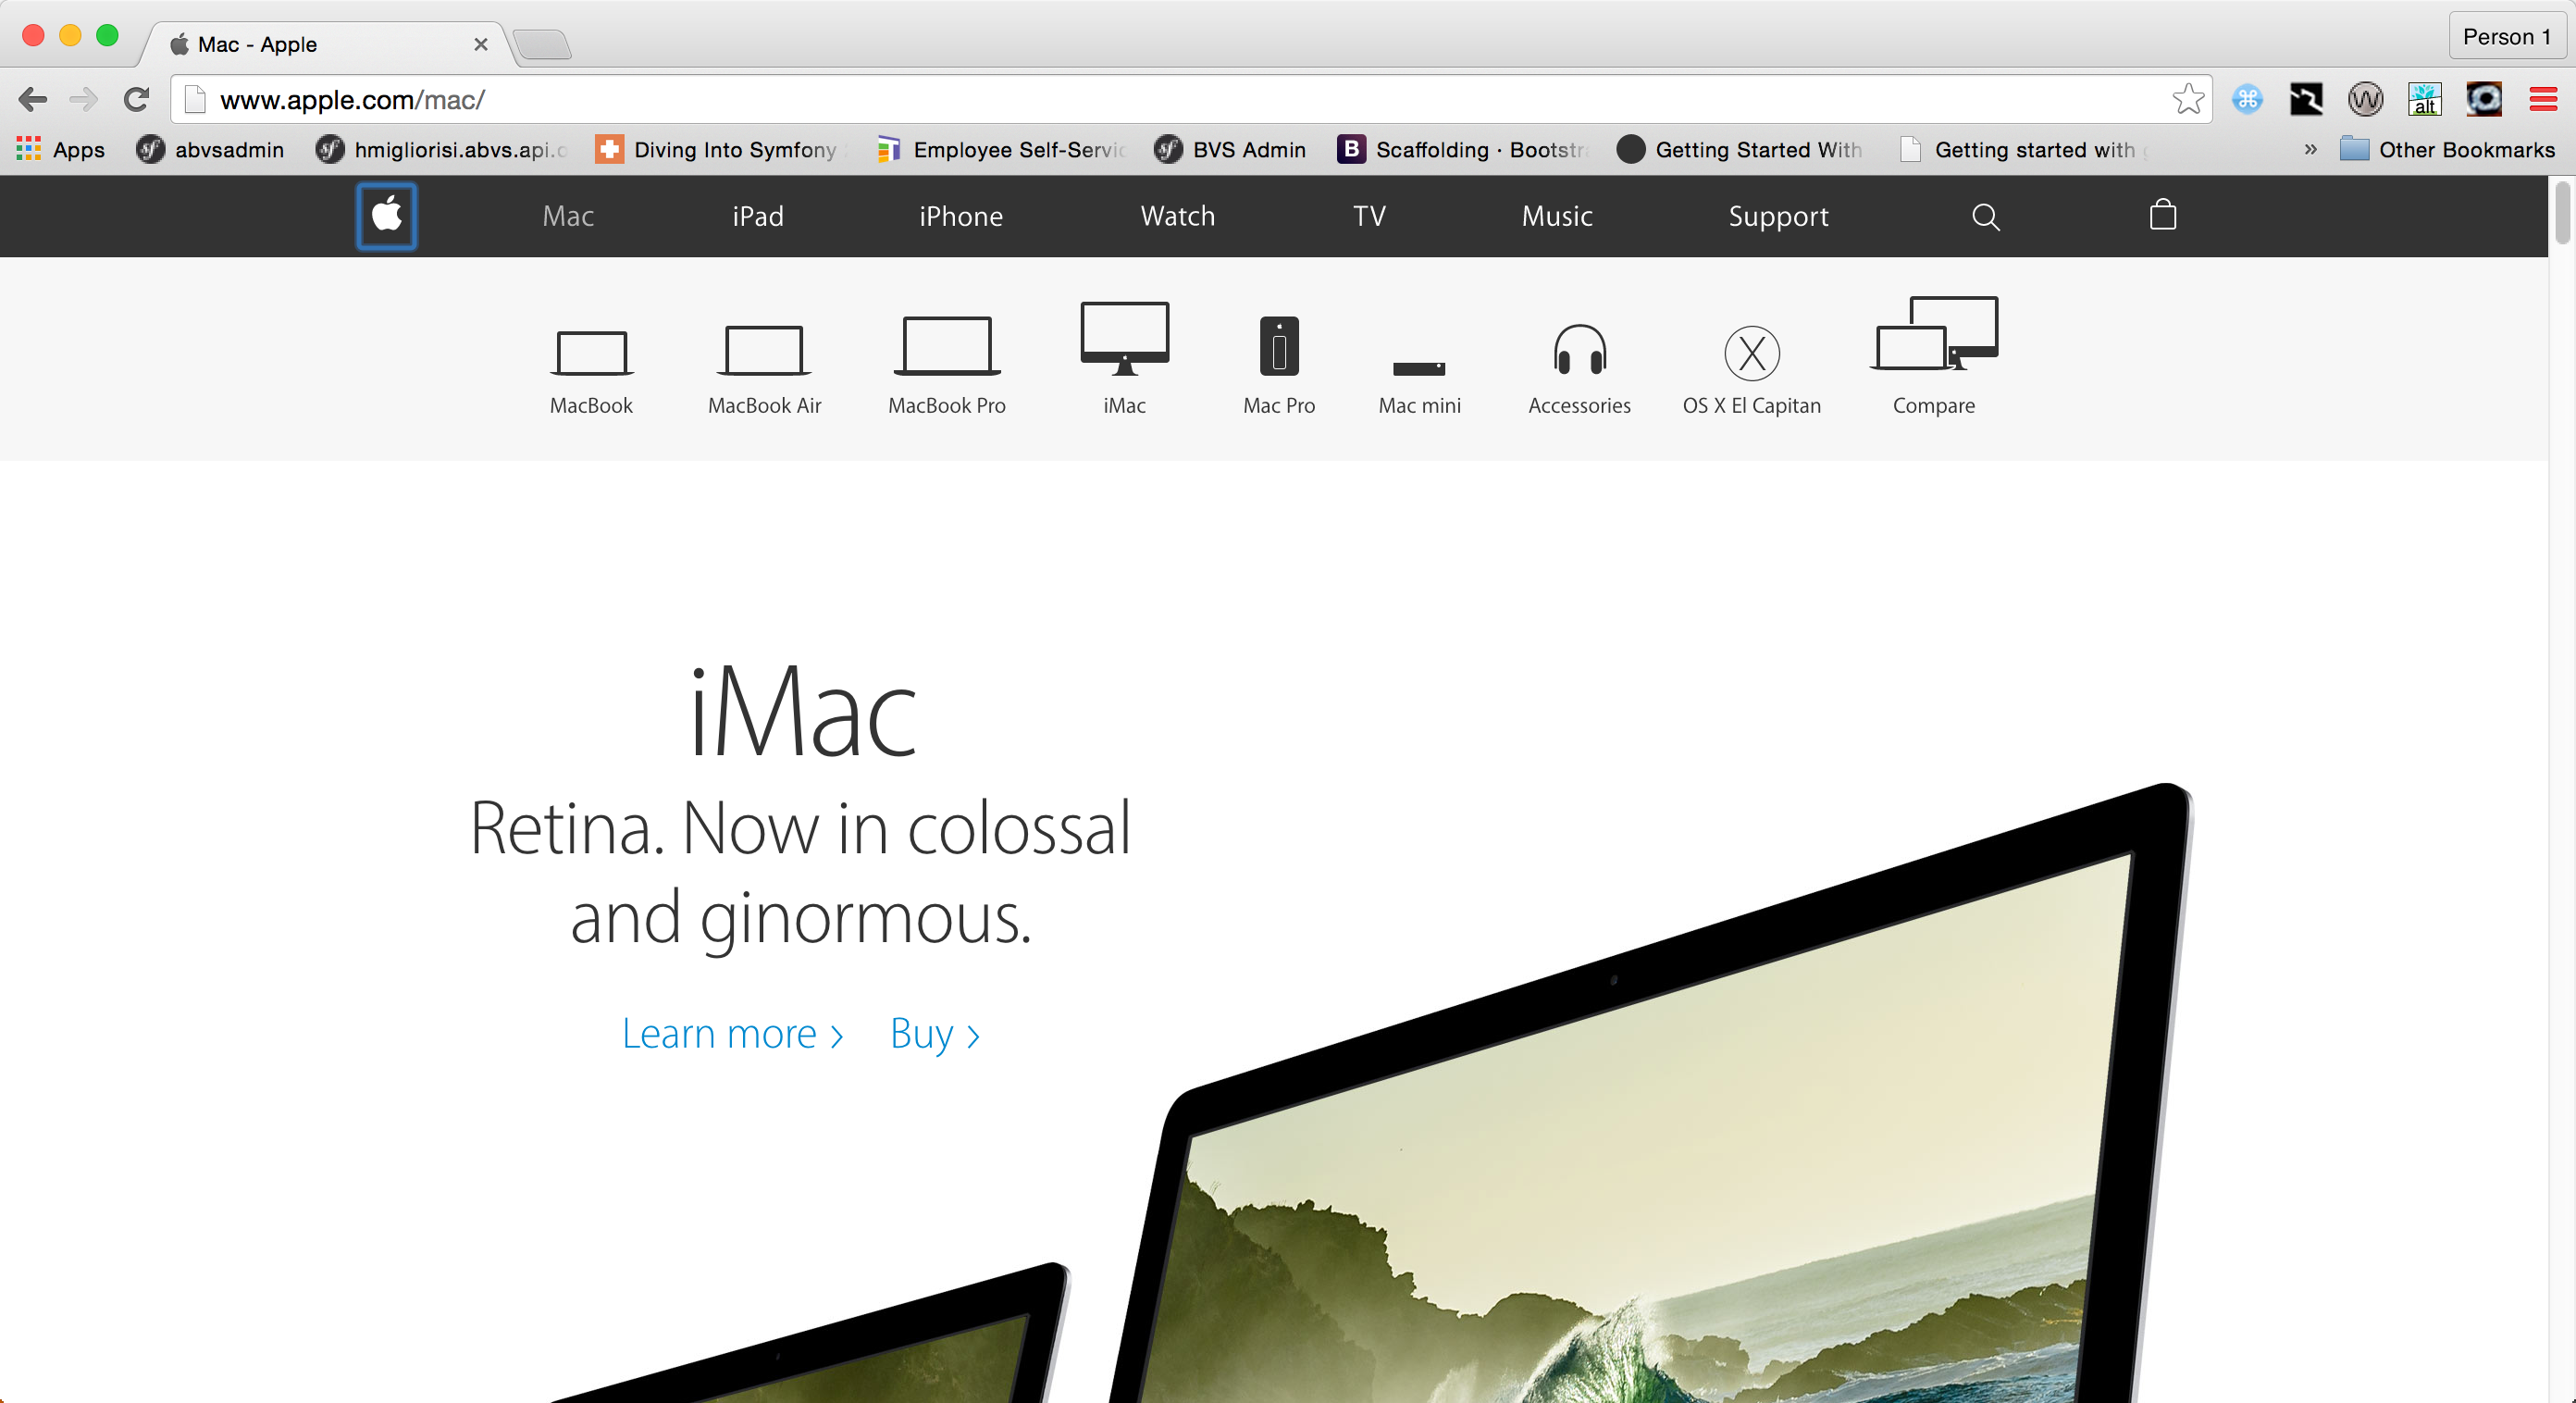 Mac - Apple
Person 1
www.apple.com/mac/
Apps abvsadmin hmigliorisi.abvs.api.c Diving Into Symfony Employee Self-Servic BVS Admin Scaffolding · Bootstra Getting Started With Getting started with » Other Bookmarks
alt
Mac iPad iPhone Watch TV Music Support
MacBook MacBook Air MacBook Pro iMac Mac Pro Mac mini Accessories OS X El Capitan Compare
iMac
Retina. Now in colossal
and ginormous.
Learn more > Buy >